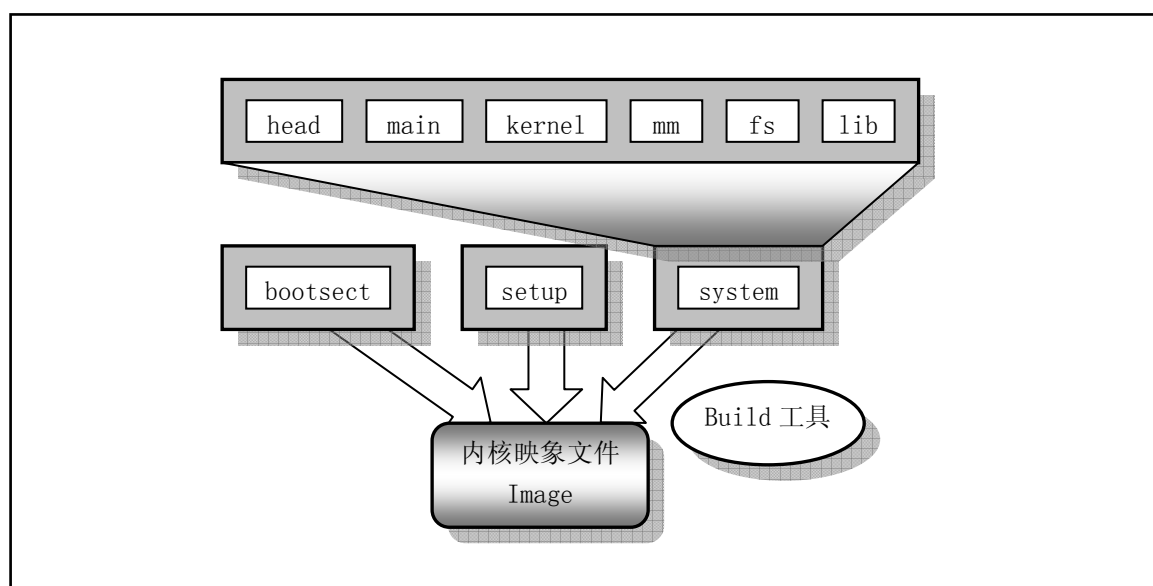 head main kernel mm fs lib
bootsect setup system
Build 工具
内核映象文件
Image